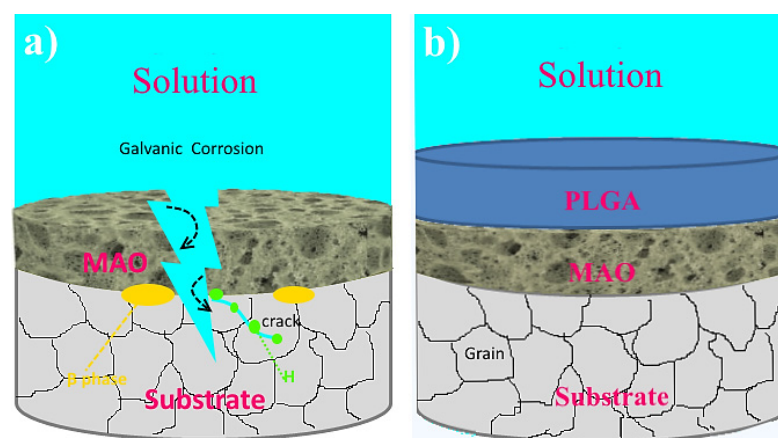 a)
Solution
Galvanic Corrosion
MAO
crack
β phase
H
Substrate
b)
Solution
PLGA
MAO
Grain
Substrate